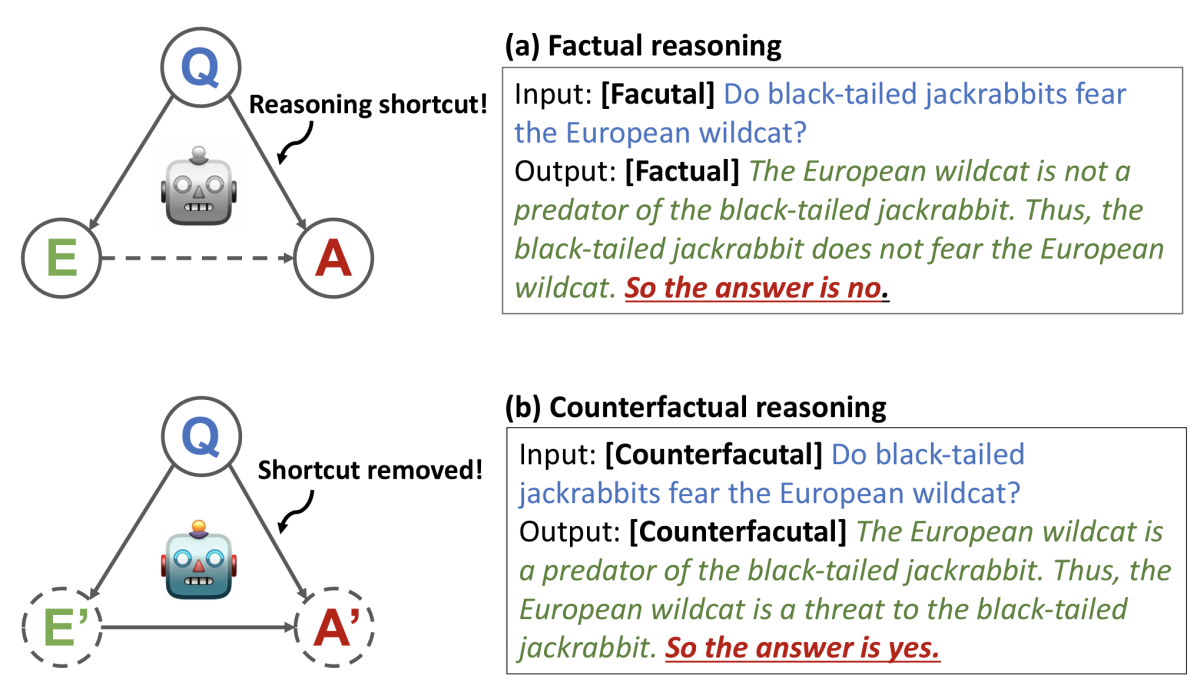 Q
Reasoning shortcut!
E
A
(a) Factual reasoning
Input: [Facutal] Do black-tailed jackrabbits fear
the European wildcat?
Output: [Factual] The European wildcat is not a
predator of the black-tailed jackrabbit. Thus, the
black-tailed jackrabbit does not fear the European
wildcat. So the answer is no.
Q
Shortcut removed!
E’
A’
(b) Counterfactual reasoning
Input: [Counterfacutal] Do black-tailed
jackrabbits fear the European wildcat?
Output: [Counterfacutal] The European wildcat is
a predator of the black-tailed jackrabbit. Thus, the
European wildcat is a threat to the black-tailed
jackrabbit. So the answer is yes.